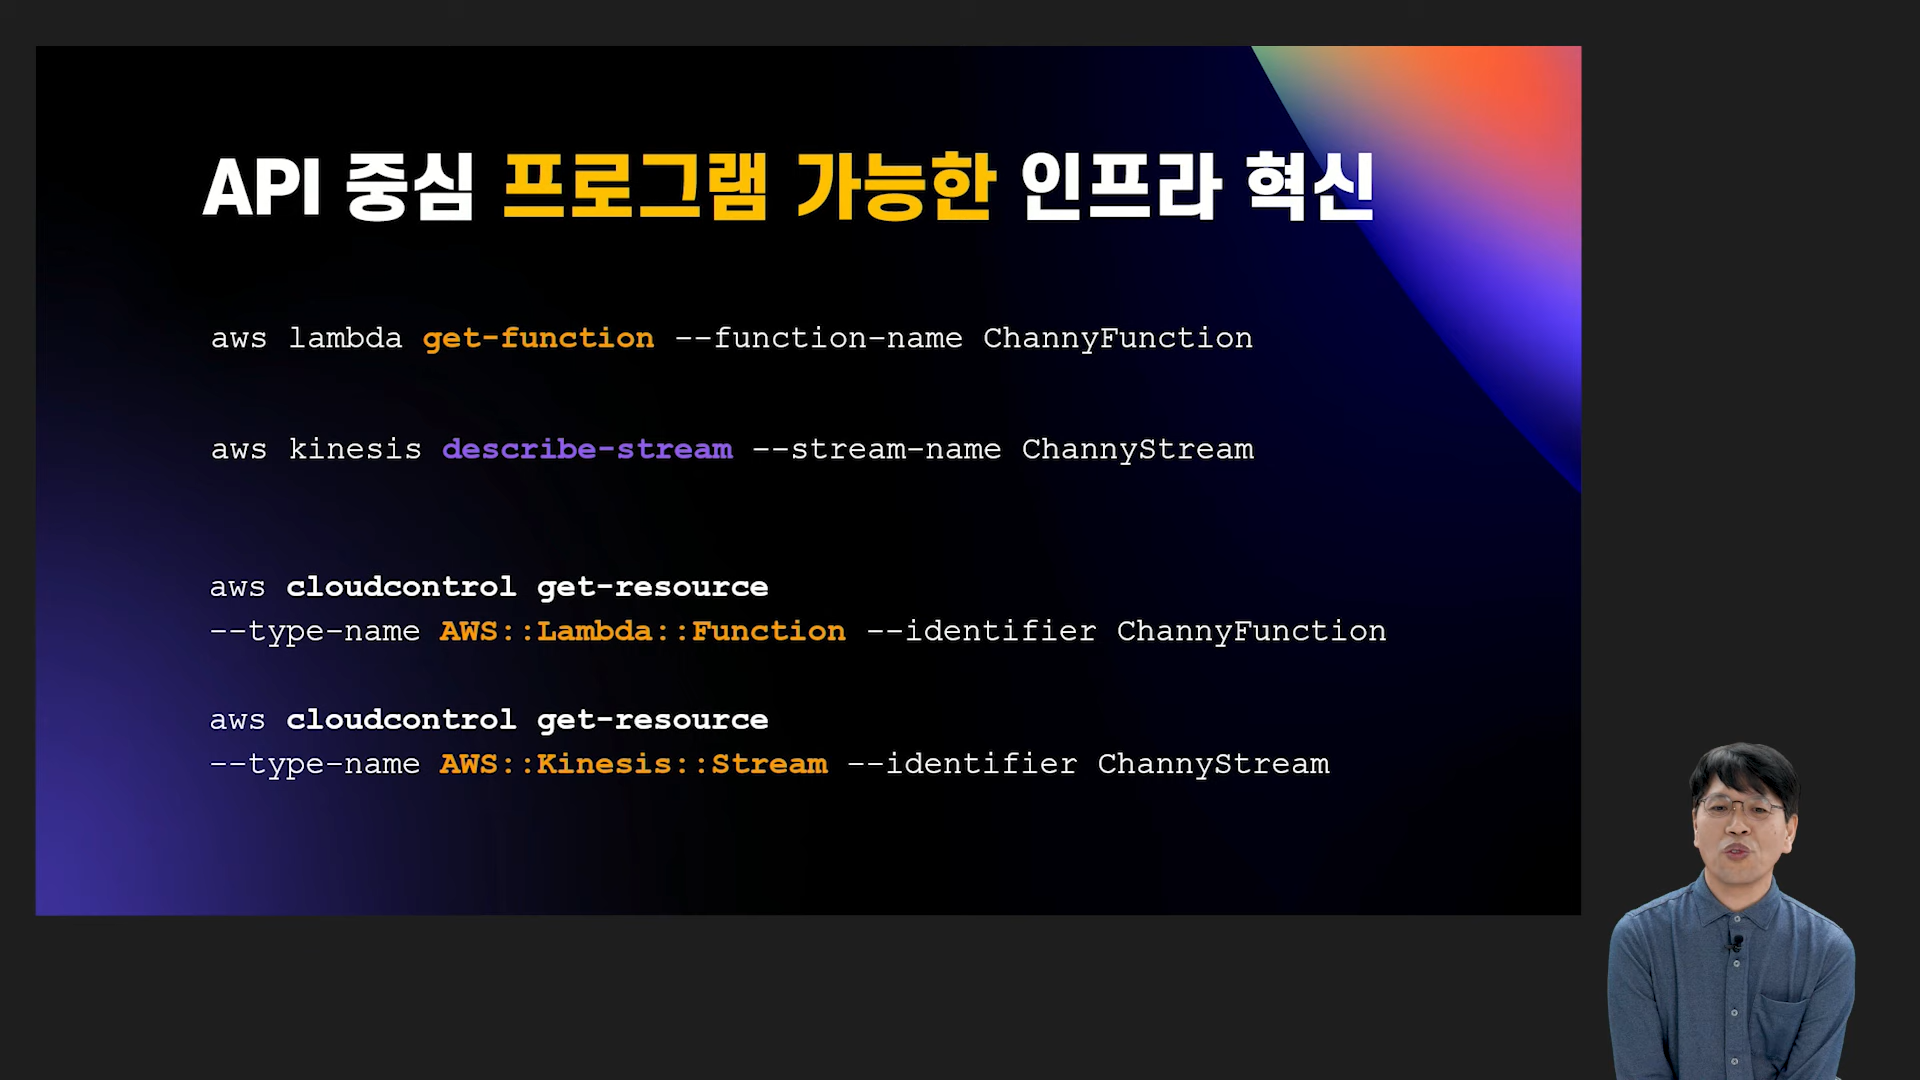 API 중심 프로그램 가능한 인프라 혁신
aws lambda get-function --function-name ChannyFunction
aws kinesis describe-stream --stream-name ChannyStream
aws cloudcontrol get-resource
--type-name AWS::Lambda::Function --identifier ChannyFunction
aws cloudcontrol get-resource
--type-name AWS::Kinesis::Stream --identifier ChannyStream